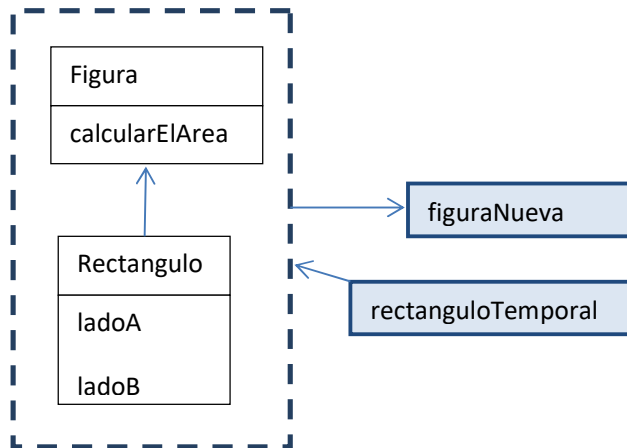 Figura
calcularElArea
figuraNueva
Rectangulo
rectanguloTemporal
ladoA
ladoB